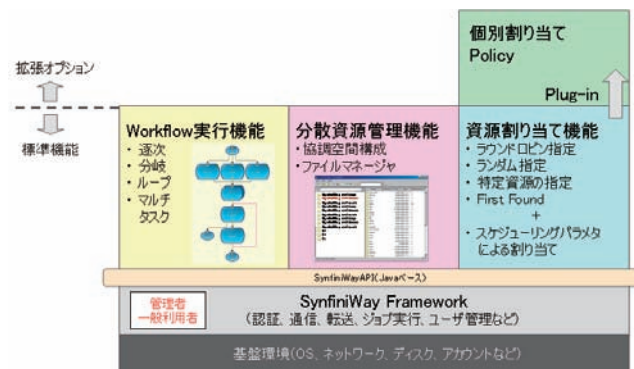 個別割り当て
Policy
拡張オプション
Plug-in
標準機能
Workflow実行機能
・逐次
・分岐
・ループ
・マルチ
タスク
分散資源管理機能
・協調空間構成
・ファイルマネージャ
資源割り当て機能
・ラウンドロビン指定
・ランダム指定
・特定資源の指定
・First Found
+
・スケジューリングパラメタ
による割り当て
SynfiniWayAPI(Javaベース)
管理者
一般利用者
SynfiniWay Framework
(認証、通信、転送、ジョブ実行、ユーザ管理など)
基盤環境(OS、ネットワーク、ディスク、アカウントなど)